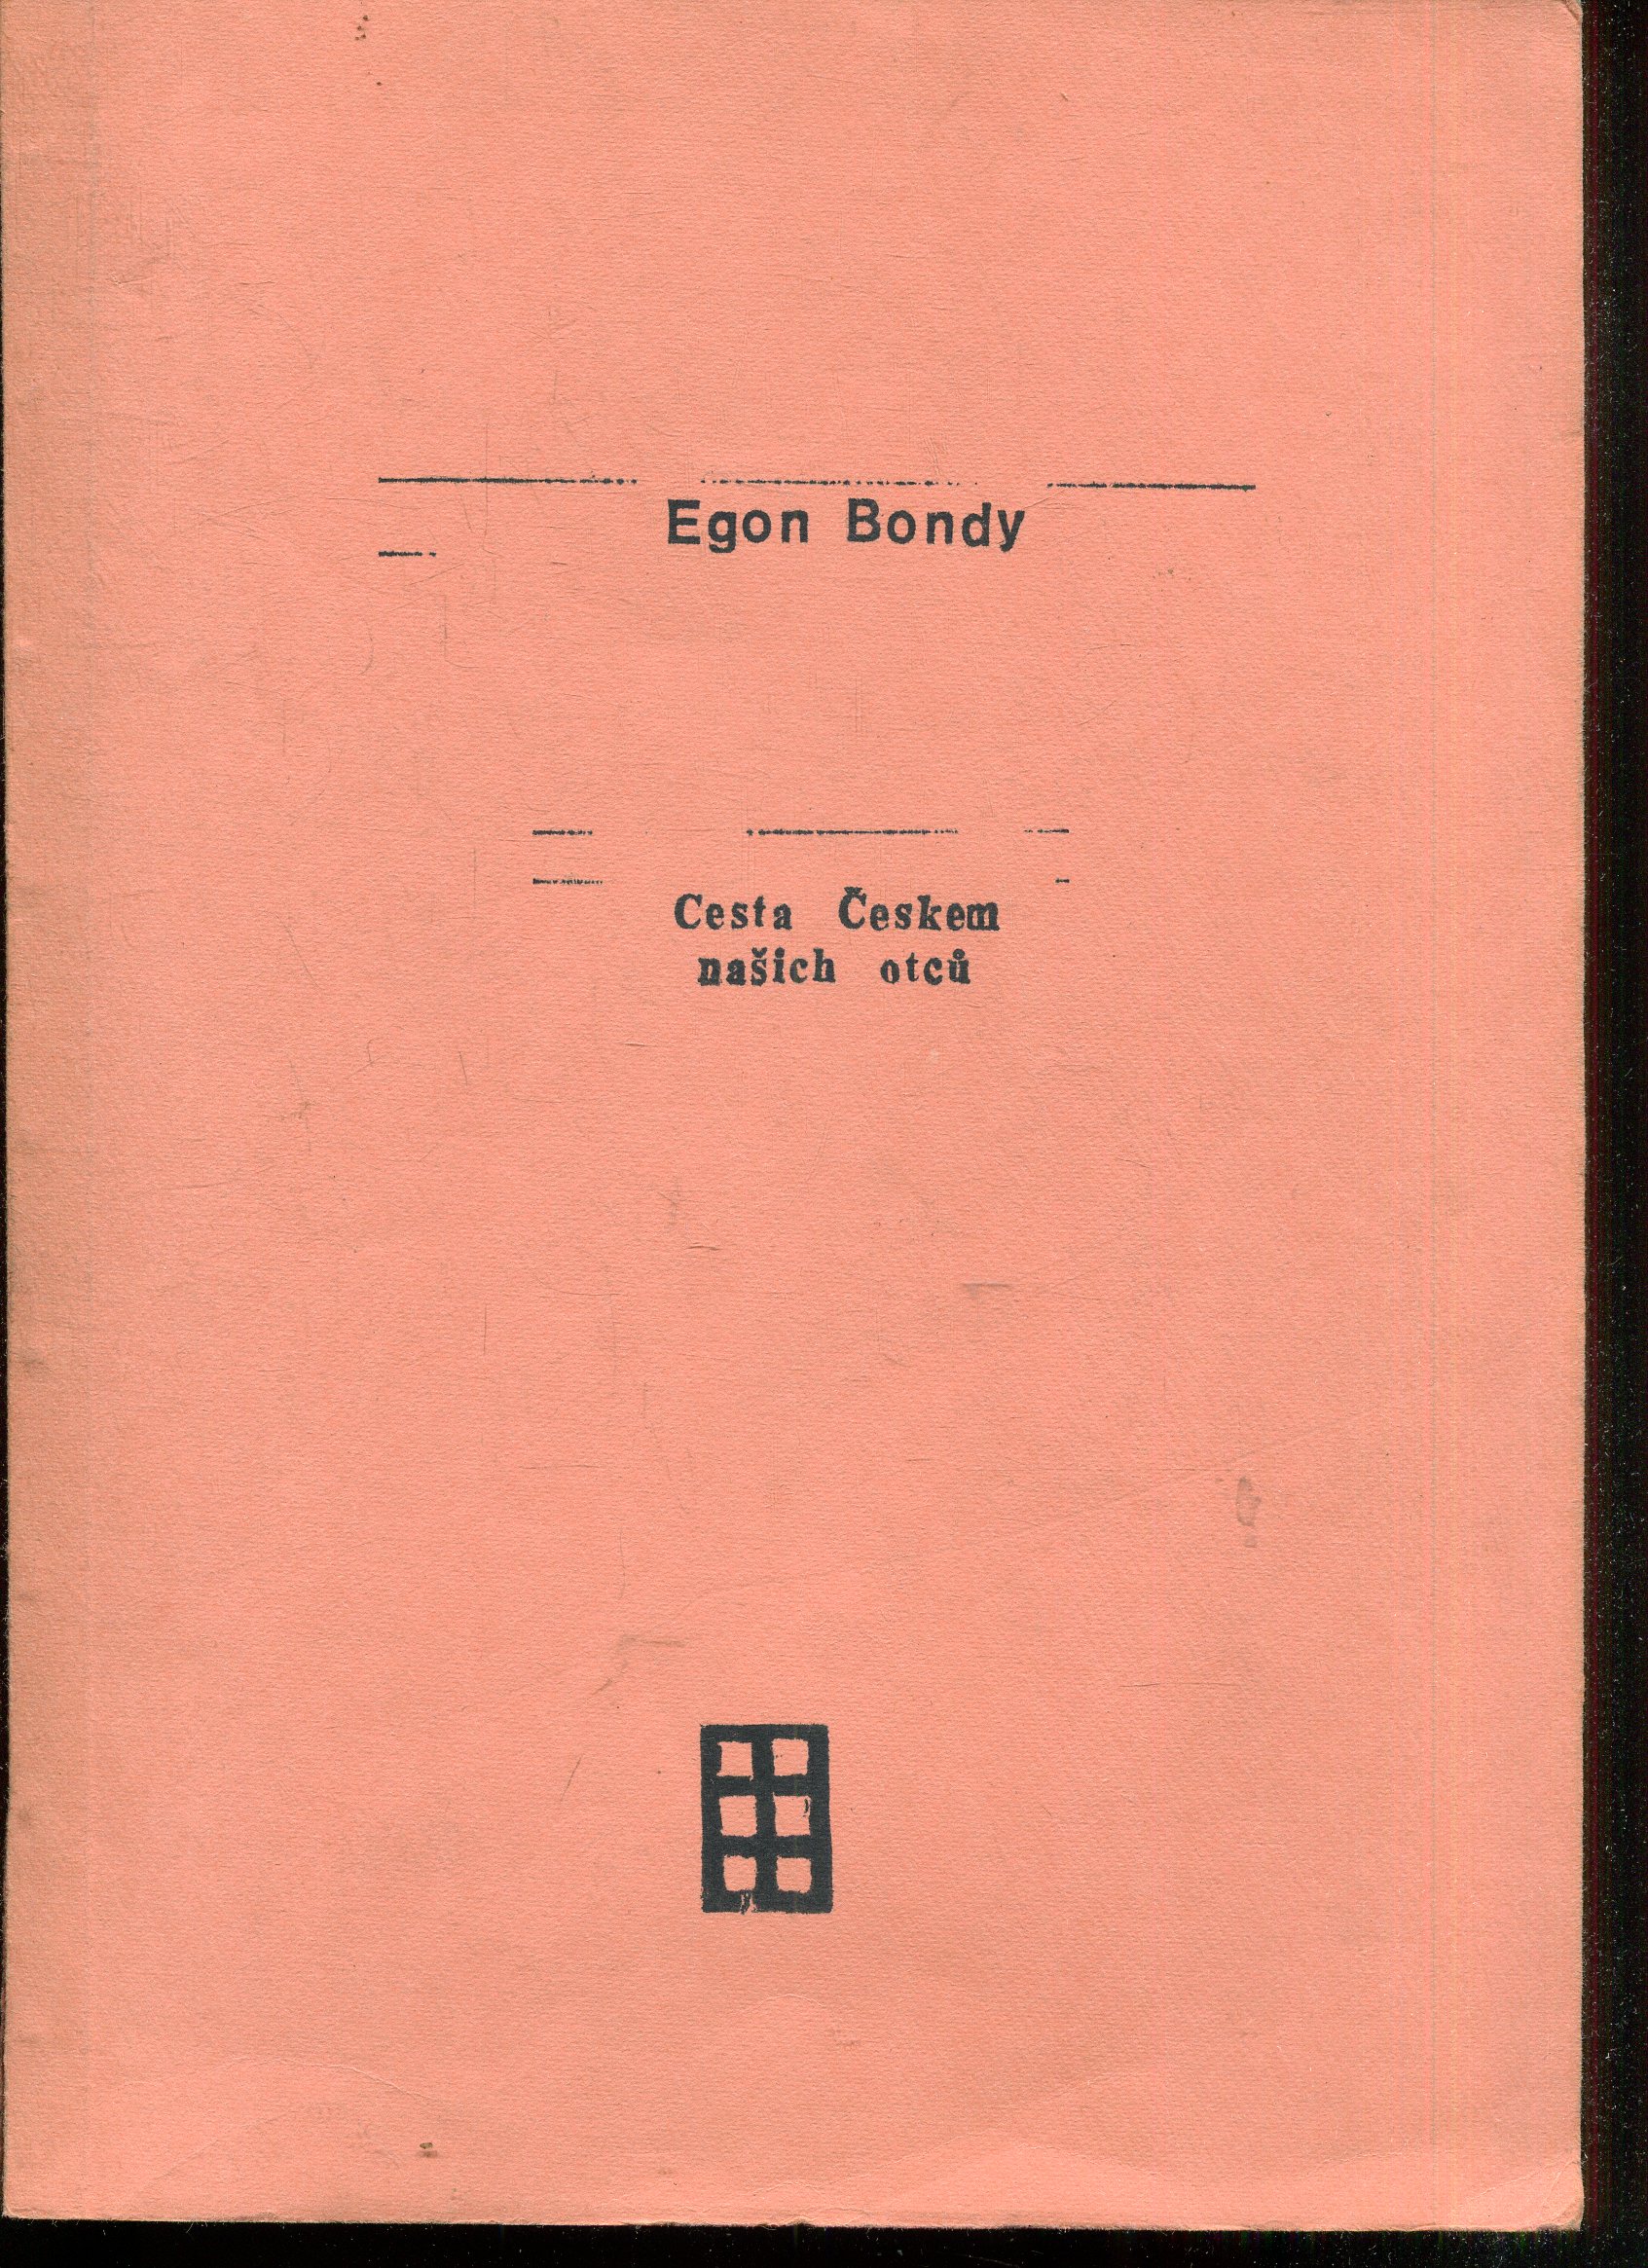 Egon Bondy
Cesta Českem
našich otců